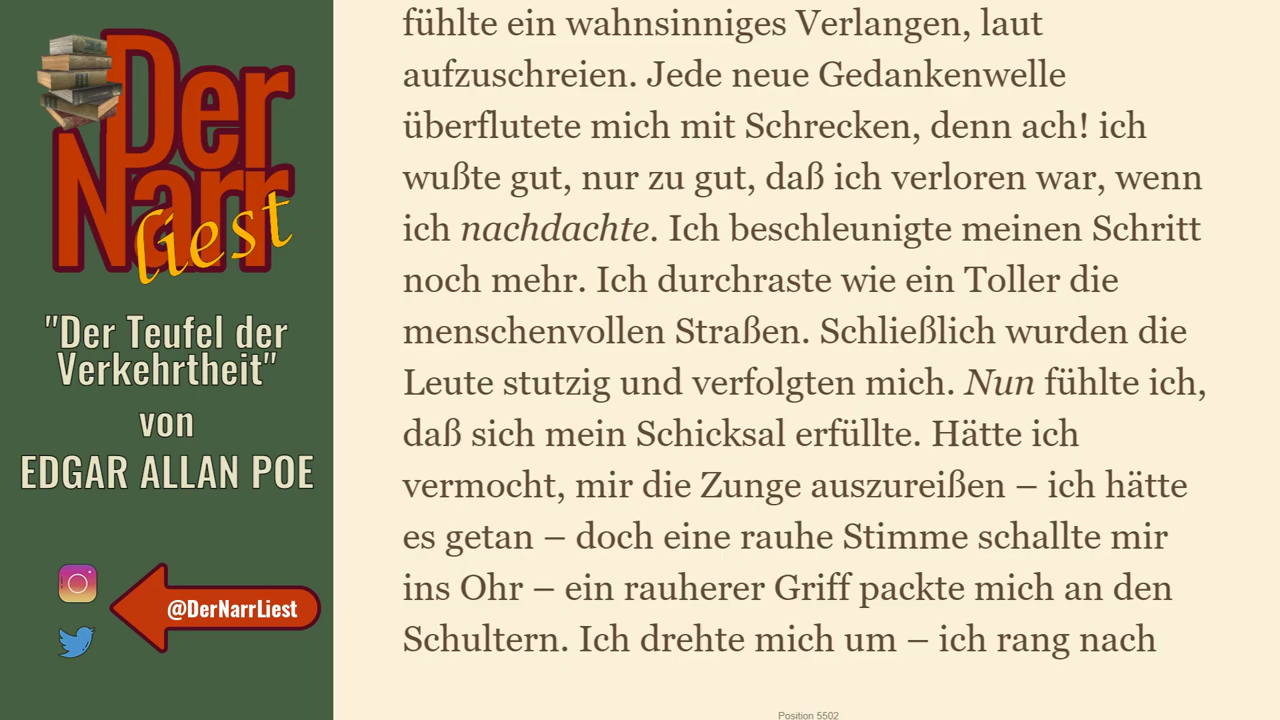 Der
Narr
liest
"Der Teufel der
Verkehrtheit"
von
EDGAR ALLAN POE
@DerNarrLiest
fühlte ein wahnsinniges Verlangen, laut
aufzuschreien. Jede neue Gedankenwelle
überflutete mich mit Schrecken, denn ach! ich
wußte gut, nur zu gut, daß ich verloren war, wenn
ich nachdachte. Ich beschleunigte meinen Schritt
noch mehr. Ich durchraste wie ein Toller die
menschenvollen Straßen. Schließlich wurden die
Leute stutzig und verfolgten mich. Nun fühlte ich,
daß sich mein Schicksal erfüllte. Hätte ich
vermocht, mir die Zunge auszureißen – ich hätte
es getan – doch eine rauhe Stimme schallte mir
ins Ohr – ein rauherer Griff packte mich an den
Schultern. Ich drehte mich um – ich rang nach
Position 5502